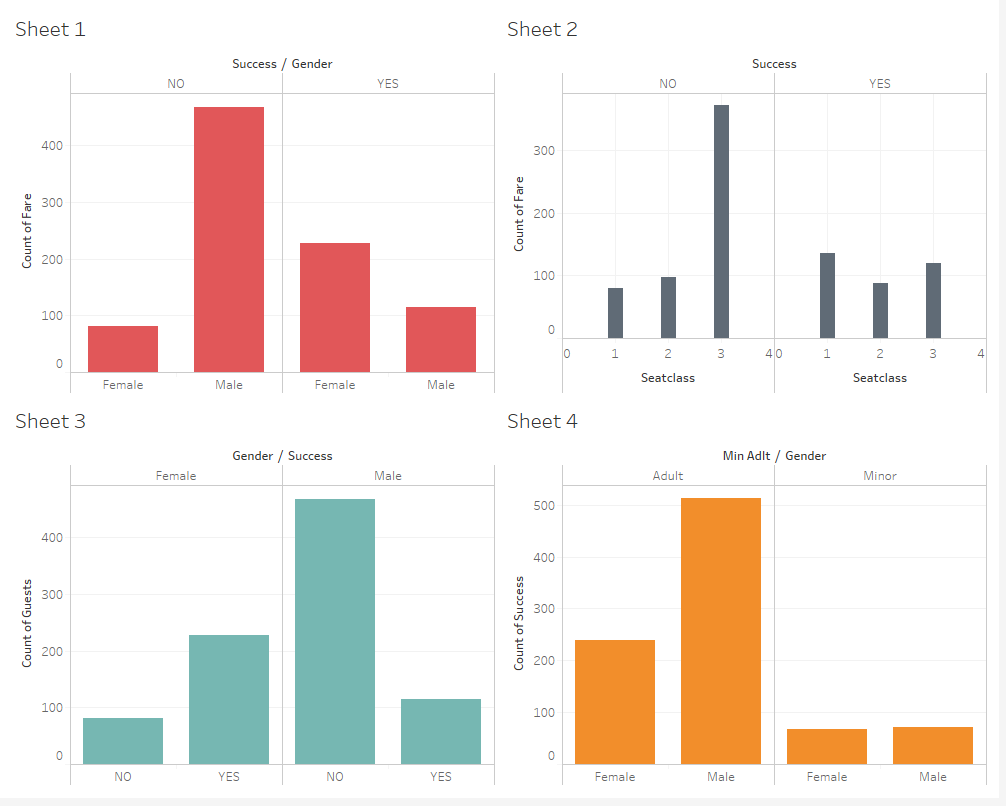 Sheet 1
Success / Gender
NO YES
Count of Fare
400
300
200
100
0
Female Male Female Male
Sheet 2
Success
NO YES
Count of Fare
300
200
100
0
0 1 2 3 4 0 1 2 3 4
Seatclass Seatclass
Sheet 3
Gender / Success
Female Male
Count of Guests
400
300
200
100
0
NO YES NO YES
Sheet 4
Min Adlt / Gender
Adult Minor
Count of Success
500
400
300
200
100
0
Female Male Female Male